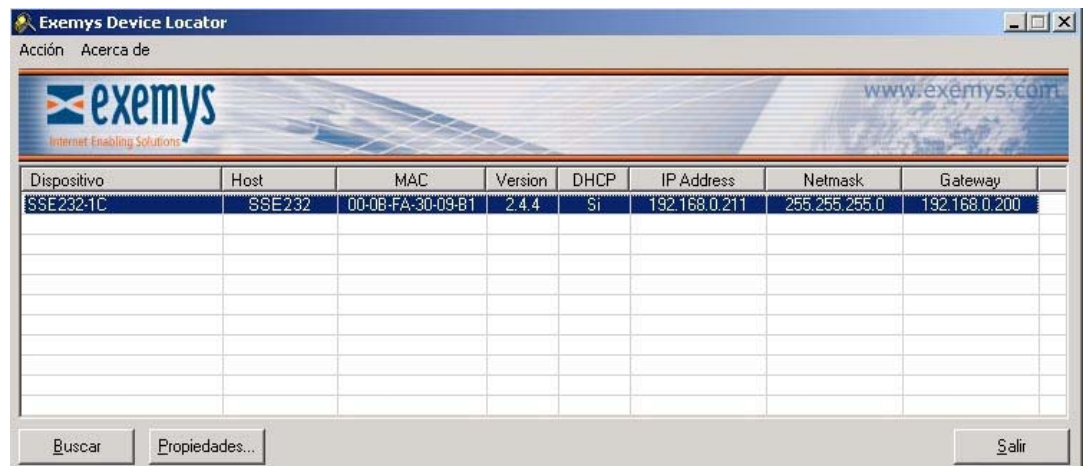 Exemys Device Locator
Acción Acerca de
exemys
Internet Enabling Solutions
www.exemys.com
Dispositivo Host MAC Version DHCP IP Address Netmask Gateway
SSE232-1C SSE232 00-0B-FA-30-09-B1 2.4.4 Si 192.168.0.211 255.255.255.0 192.168.0.200
Buscar Propiedades... Salir